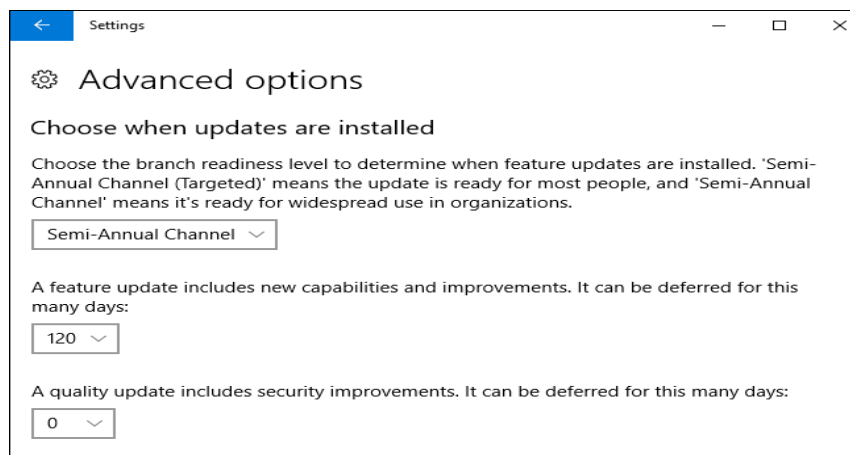 Settings
Advanced options
Choose when updates are installed
Choose the branch readiness level to determine when feature updates are installed. 'Semi-
Annual Channel (Targeted)' means the update is ready for most people, and 'Semi-Annual
Channel' means it's ready for widespread use in organizations.
Semi-Annual Channel
A feature update includes new capabilities and improvements. It can be deferred for this
many days:
120
A quality update includes security improvements. It can be deferred for this many days:
0